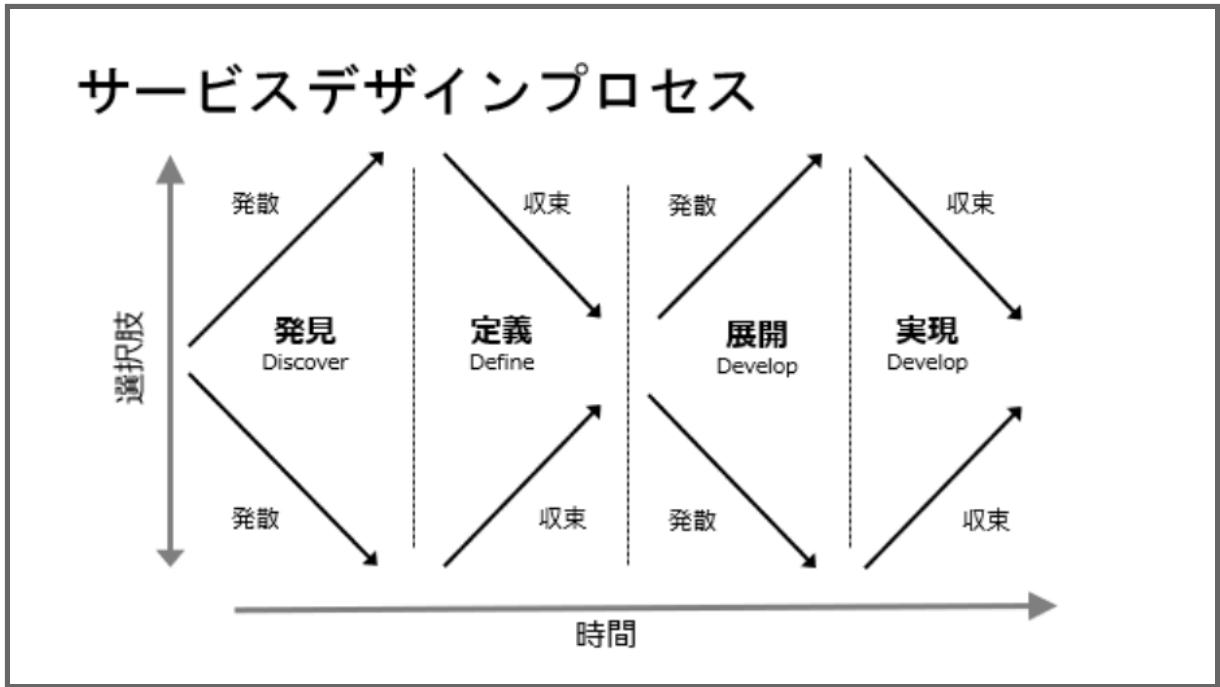 サービスデザインプロセス
発散
収束
発散
収束
選択肢
発見
Discover
定義
Define
展開
Develop
実現
Develop
発散
収束
発散
収束
時間